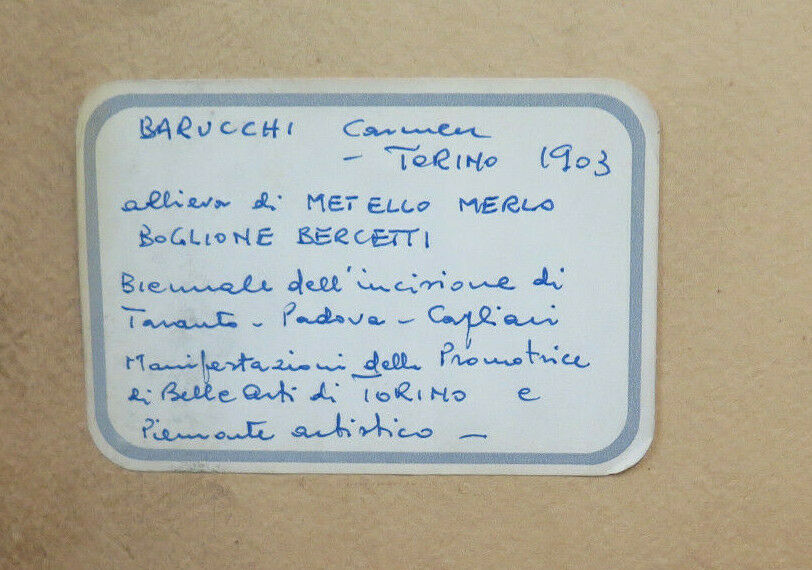 BARUCCHI Carmen
- TORINO 1903
allieva di METELLO MERLO
BOGLIONE BERCETTI
Biennale dell'incisione di
Taranto - Padova - Cagliari
Manifestazioni della Promotrice
di Belle Arti di TORINO e
Piemonte artistico -